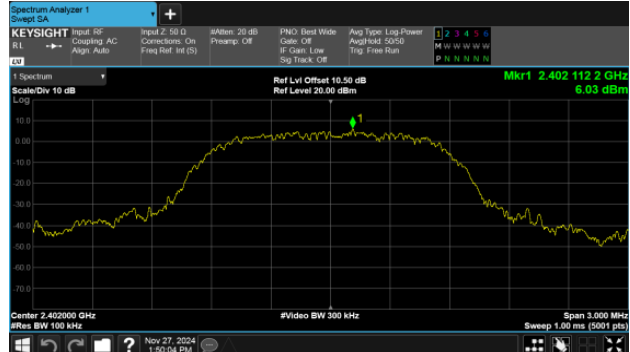 Spectrum Analyzer 1
Swept SA
+
KEYSIGHT
RL
LXI
Input: RF
Coupling: AC
Align: Auto
Input Z: 50 Ω
Corrections: On
Freq Ref: Int (S)
#Atten: 20 dB
Preamp: Off
PNO: Best Wide
Gate: Off
IF Gain: Low
Sig Track: Off
Avg Type: Log-Power
Avg|Hold: 50/50
Trig: Free Run
1 2 3 4 5 6
M W W W W W
P N N N N N
1 Spectrum
Scale/Div 10 dB
Ref Lvl Offset 10.50 dB
Ref Level 20.00 dBm
Mkr1 2.402 112 2 GHz
6.03 dBm
Log
10.0
0.00
-10.0
-20.0
-30.0
-40.0
-50.0
-60.0
-70.0
1
Center 2.402000 GHz
#Res BW 100 kHz
#Video BW 300 kHz
Span 3.000 MHz
Sweep 1.00 ms (5001 pts)
?
Nov 27, 2024
1:50:04 PM